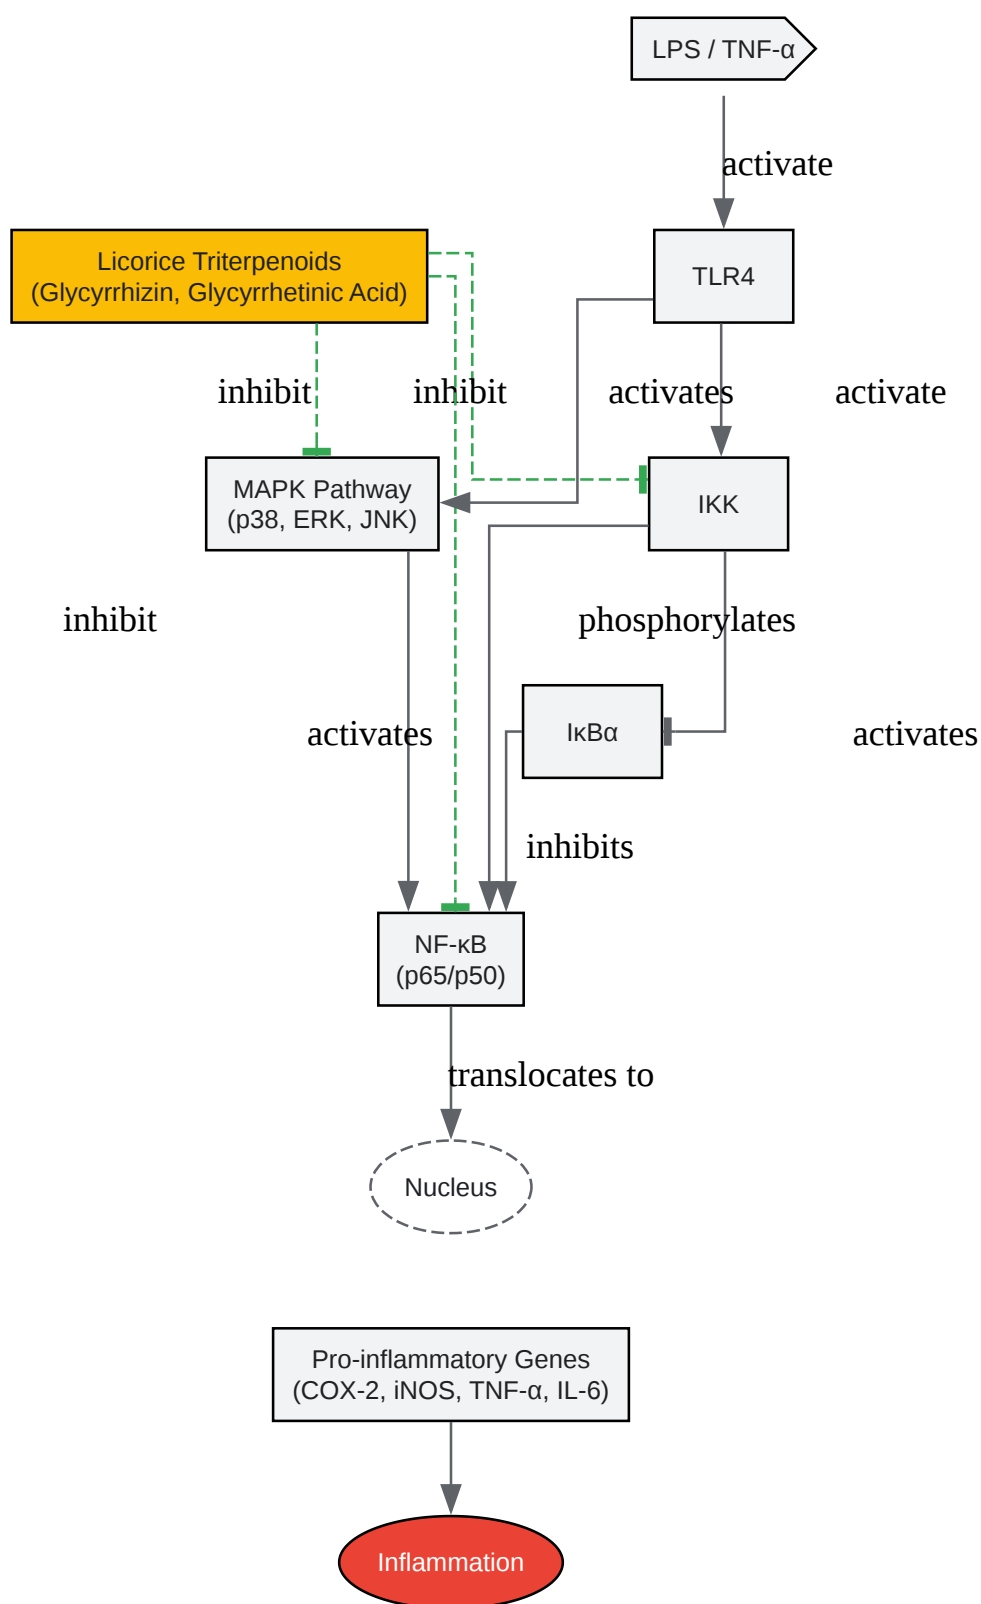 LPS / TNF-α
activate
Licorice Triterpenoids
(Glycyrrhizin, Glycyrrhetinic Acid)
TLR4
inhibit
inhibit
activates
activate
MAPK Pathway
(p38, ERK, JNK)
IKK
inhibit
phosphorylates
IκBα
activates
activates
inhibits
NF-κB
(p65/p50)
translocates to
Nucleus
Pro-inflammatory Genes
(COX-2, iNOS, TNF-α, IL-6)
Inflammation